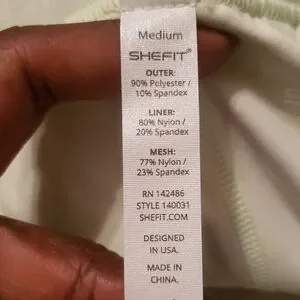 Medium
SHEFIT®
OUTER:
90% Polyester /
10% Spandex
LINER:
80% Nylon /
20% Spandex
MESH:
77% Nylon /
23% Spandex
RN 142486
STYLE 140031
SHEFIT.COM
DESIGNED
IN USA.
MADE IN
CHINA.